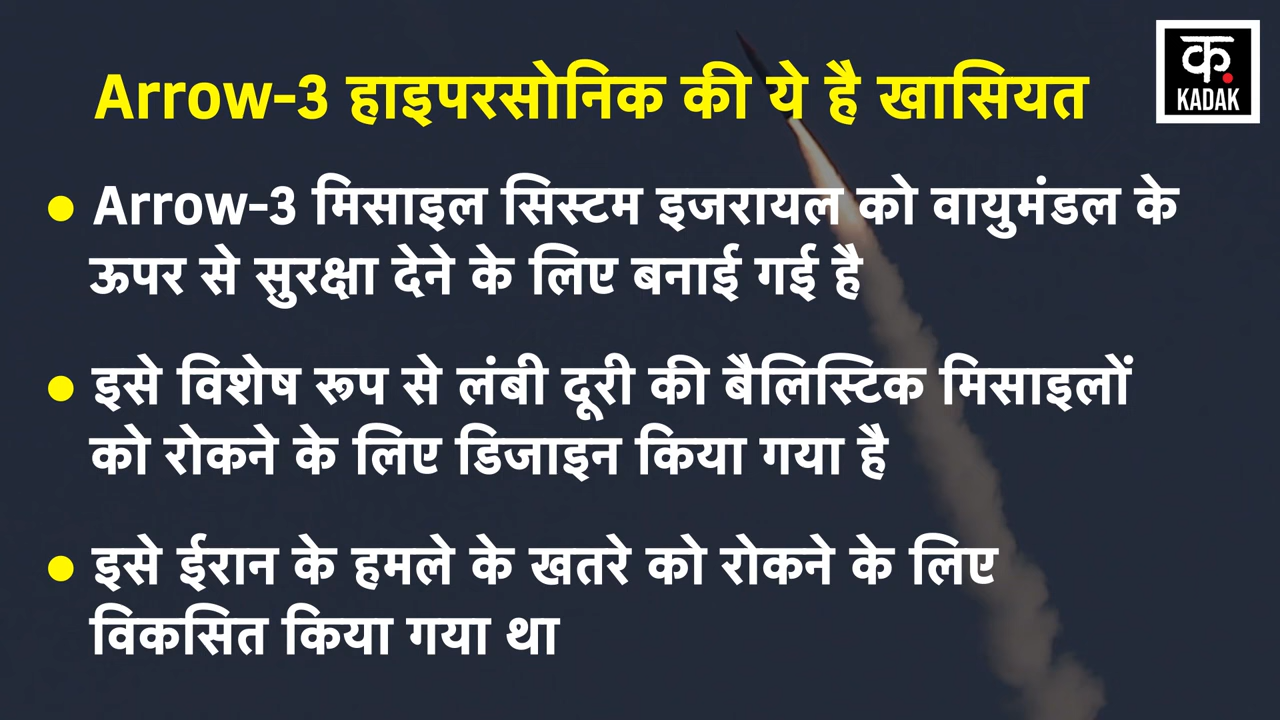 क.
KADAK
Arrow-3 हाइपरसोनिक की ये है खासियत
Arrow-3 मिसाइल सिस्टम इजरायल को वायुमंडल के
ऊपर से सुरक्षा देने के लिए बनाई गई है
इसे विशेष रूप से लंबी दूरी की बैलिस्टिक मिसाइलों
को रोकने के लिए डिजाइन किया गया है
इसे ईरान के हमले के खतरे को रोकने के लिए
विकसित किया गया था